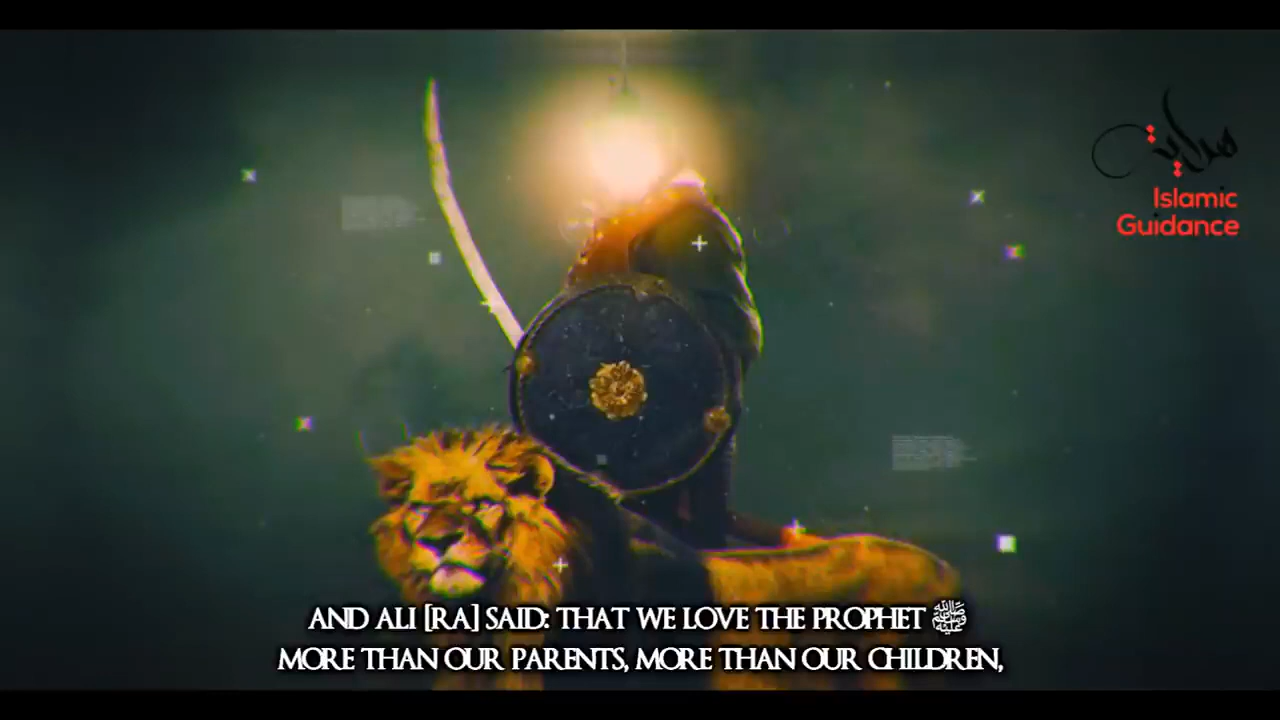 هداية
Islamic
Guidance
AND ALI [RA] SAID: THAT WE LOVE THE PROPHET ﷺ
MORE THAN OUR PARENTS, MORE THAN OUR CHILDREN,